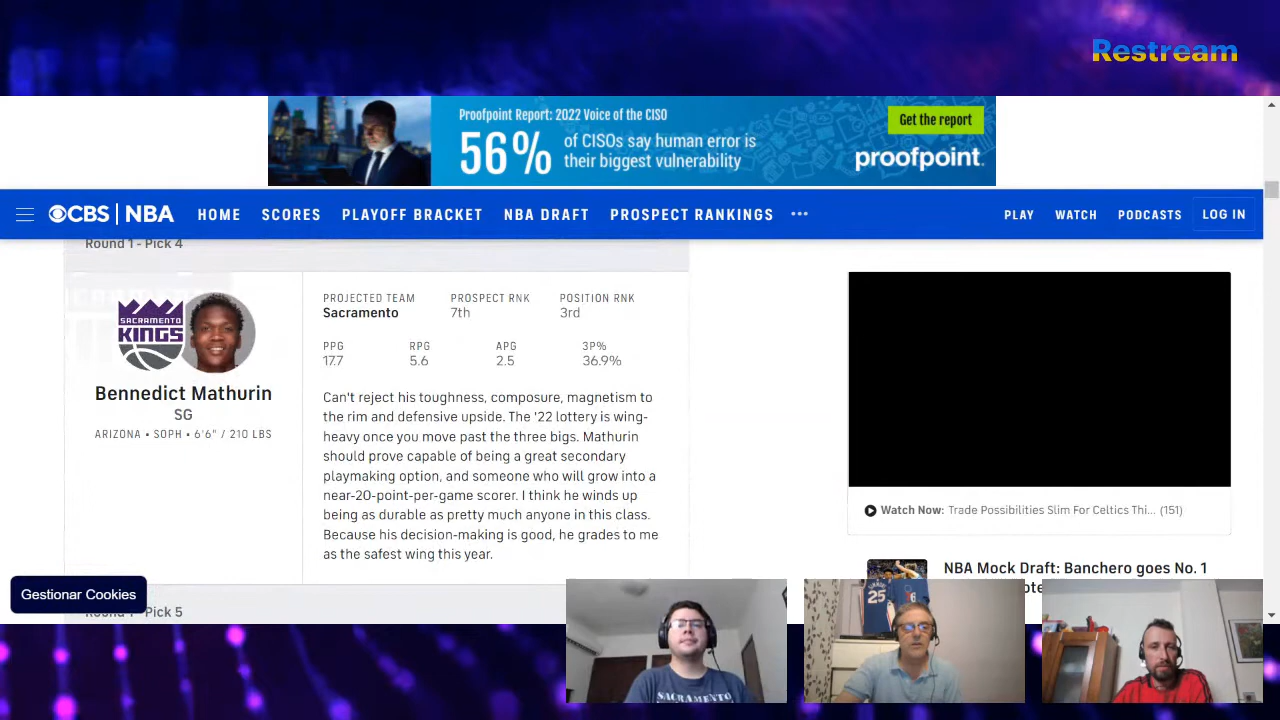 Restream
Proofpoint Report: 2022 Voice of the CISO
56%
of CISOs say human error is
their biggest vulnerability
Get the report
proofpoint.
CBS | NBA
HOME
SCORES
PLAYOFF BRACKET
NBA DRAFT
PROSPECT RANKINGS
•••
PLAY
WATCH
PODCASTS
LOG IN
Round 1 - Pick 4
SACRAMENTO
KINGS
Bennedict Mathurin
SG
ARIZONA • SOPH • 6'6" / 210 LBS
PROJECTED TEAM
Sacramento
PROSPECT RNK
7th
POSITION RNK
3rd
PPG
17.7
RPG
5.6
APG
2.5
3P%
36.9%
Can't reject his toughness, composure, magnetism to
the rim and defensive upside. The '22 lottery is wing-
heavy once you move past the three bigs. Mathurin
should prove capable of being a great secondary
playmaking option, and someone who will grow into a
near-20-point-per-game scorer. I think he winds up
being as durable as pretty much anyone in this class.
Because his decision-making is good, he grades to me
as the safest wing this year.
Watch Now: Trade Possibilities Slim For Celtics Thi... (151)
NBA Mock Draft: Banchero goes No. 1
Gestionar Cookies
Round 1 - Pick 5
25
SACRAMENTO